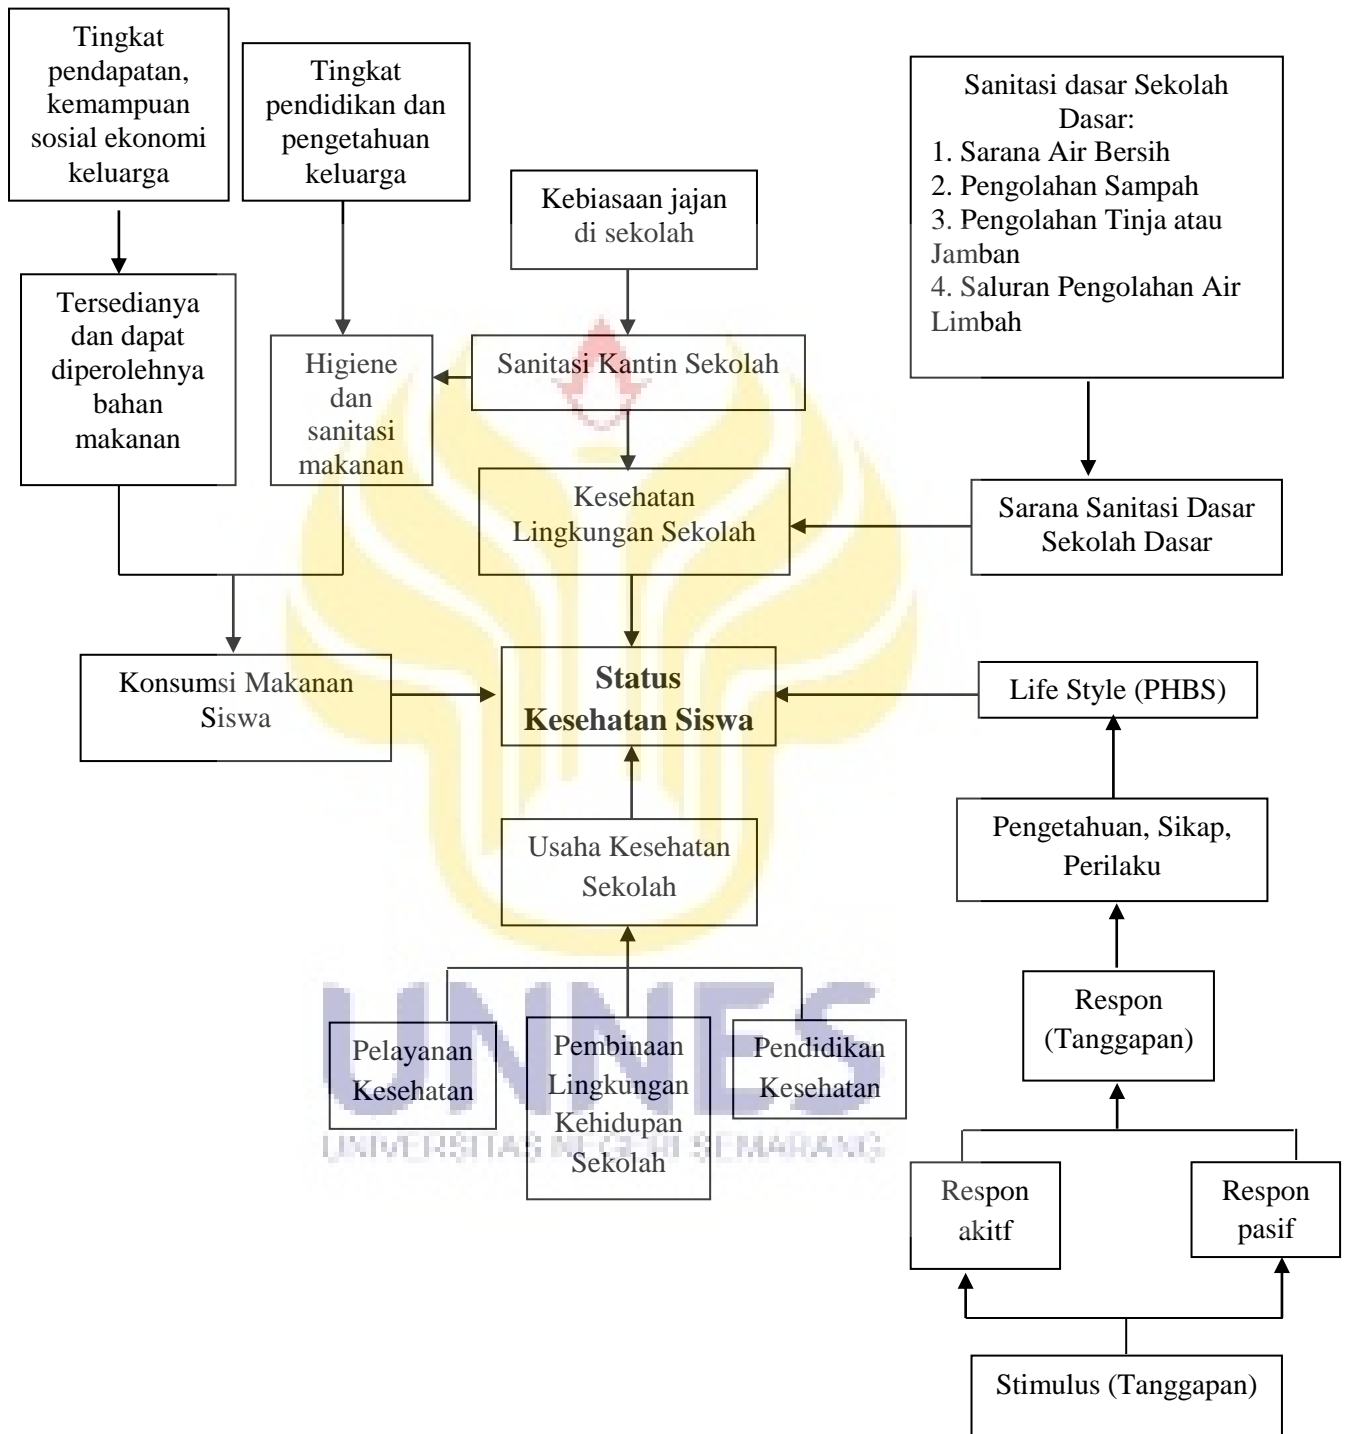 Tingkat
pendapatan,
kemampuan
sosial ekonomi
keluarga
Tingkat
pendidikan dan
pengetahuan
keluarga
Kebiasaan jajan
di sekolah
Sanitasi dasar Sekolah
Dasar:
1. Sarana Air Bersih
2. Pengolahan Sampah
3. Pengolahan Tinja atau
Jamban
4. Saluran Pengolahan Air
Limbah
Tersedianya
dan dapat
diperolehnya
bahan
makanan
Higiene
dan
sanitasi
makanan
Sanitasi Kantin Sekolah
Kesehatan
Lingkungan Sekolah
Sarana Sanitasi Dasar
Sekolah Dasar
Konsumsi Makanan
Siswa
Status
Kesehatan Siswa
Life Style (PHBS)
Usaha Kesehatan
Sekolah
Pengetahuan, Sikap,
Perilaku
Pelayanan
Kesehatan
Pembinaan
Lingkungan
Kehidupan
Sekolah
Pendidikan
Kesehatan
Respon
(Tanggapan)
Respon
akitf
Respon
pasif
Stimulus (Tanggapan)
UNNES
UNIVERSITAS NEGERI SEMARANG